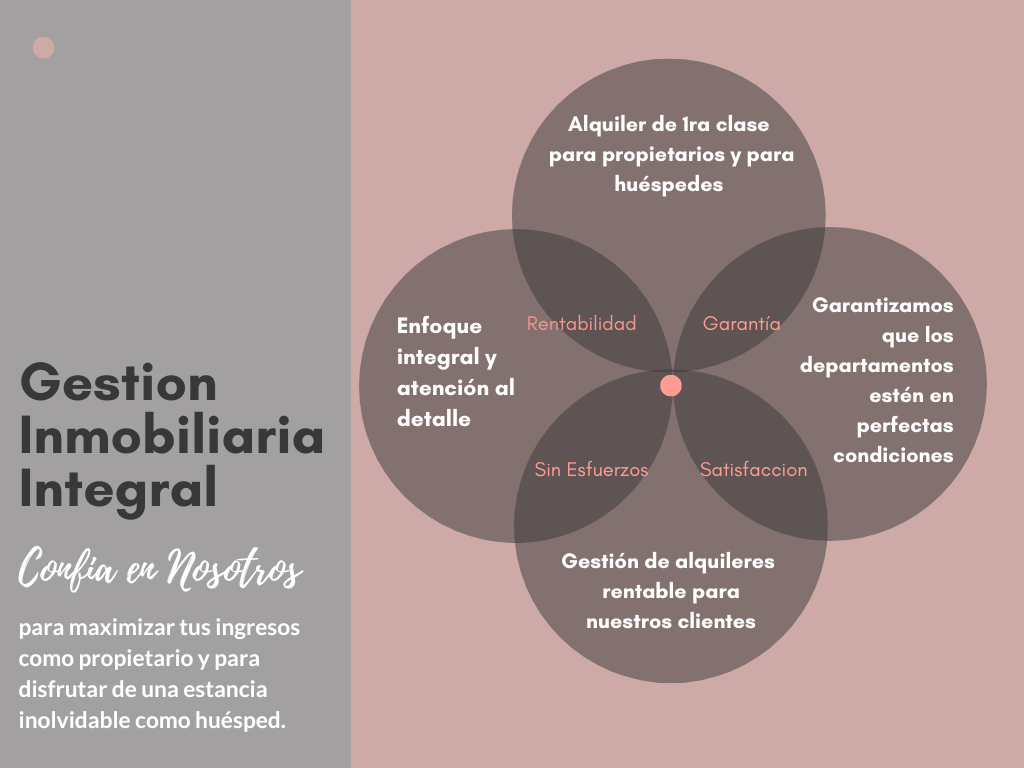 Gestion
Inmobiliaria
Integral
Confía en Nosotros
para maximizar tus ingresos
como propietario y para
disfrutar de una estancia
inolvidable como huésped.
Alquiler de 1ra clase
para propietarios y para
huéspedes
Enfoque
integral y
atención al
detalle
Rentabilidad
Garantía
Garantizamos
que los
departamentos
estén en
perfectas
condiciones
Sin Esfuerzos
Satisfaccion
Gestión de alquileres
rentable para
nuestros clientes